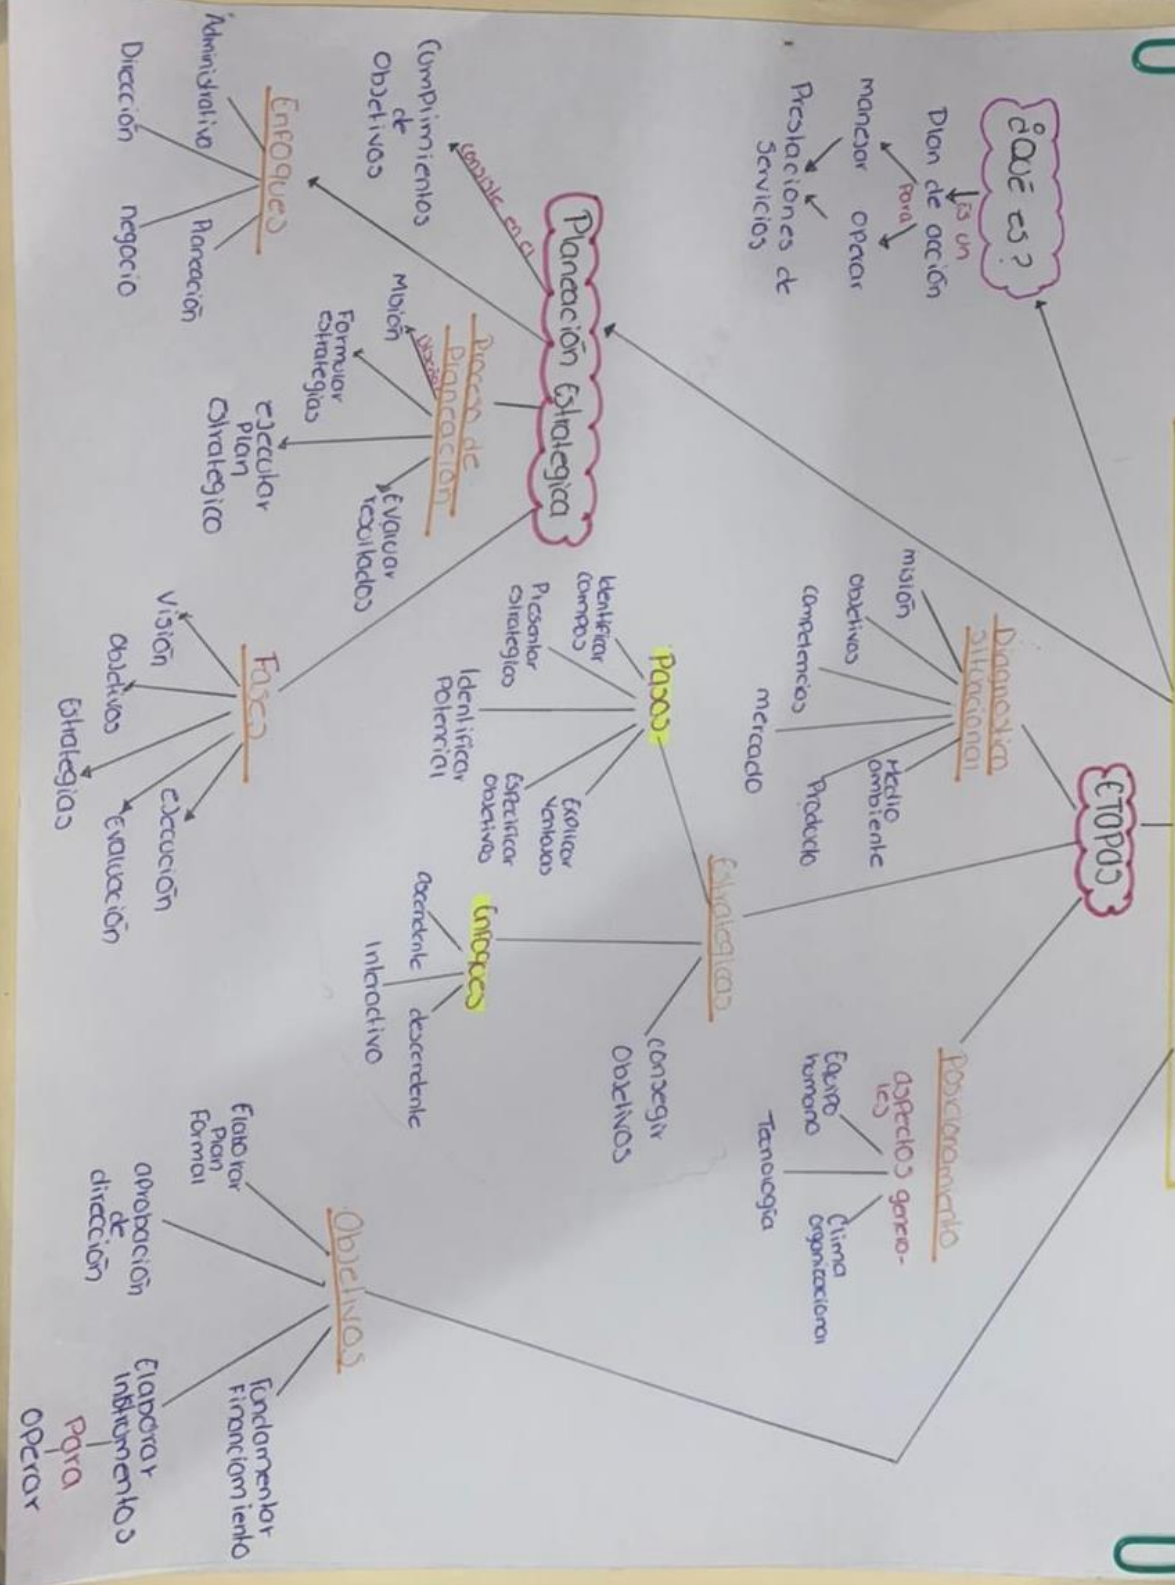 ¿Qué es?
Es un
Plan de acción
Para
manejar operar
Prestaciones de
Servicios
ETAPAS
Diagnostico
situacional
misión
objetivos
competencias
mercado
Producto
Medio
ambiente
Posicionamiento
aspectos genera-
les
Equipo
humano
Tecnología
Clima
organizacional
Estrategicas
consegir
Objetivos
Pasos
Identificar
campos
Presentar
estrategicos
Identificar
Potencial
Especificar
objetivos
Explicar
ventajas
Enfoques
ascendente
Interactivo
descendente
Planeación Estrategica
consiste en el
Cumplimientos
de
Objetivos
Enfoques
Administrativo
Dirección
negocio
Planeación
Proceso de
Planeación
Misión
Formular
estrategias
ejecutar
Plan
estrategico
Evaluar
resultados
Fases
Visión
Objetivos
Estrategias
Evaluación
ejecución
Objetivos
Elaborar
Plan
Formal
aprobación
de
dirección
Elaborar
Instrumentos
Para
operar
Fundamentar
Financiamiento